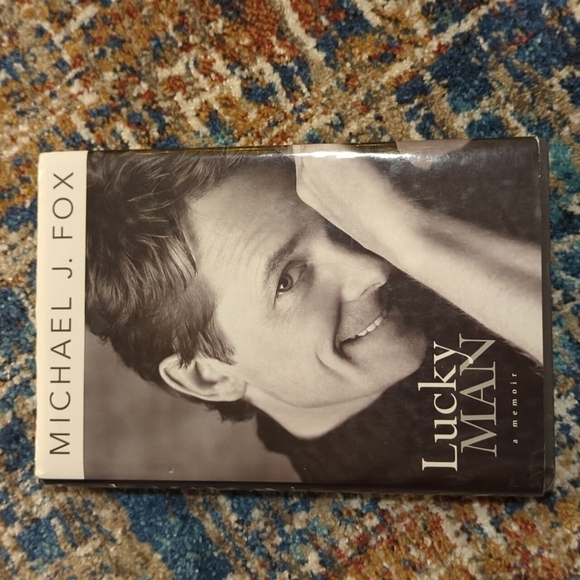 MICHAEL J. FOX
Lucky
MAN
a memoir